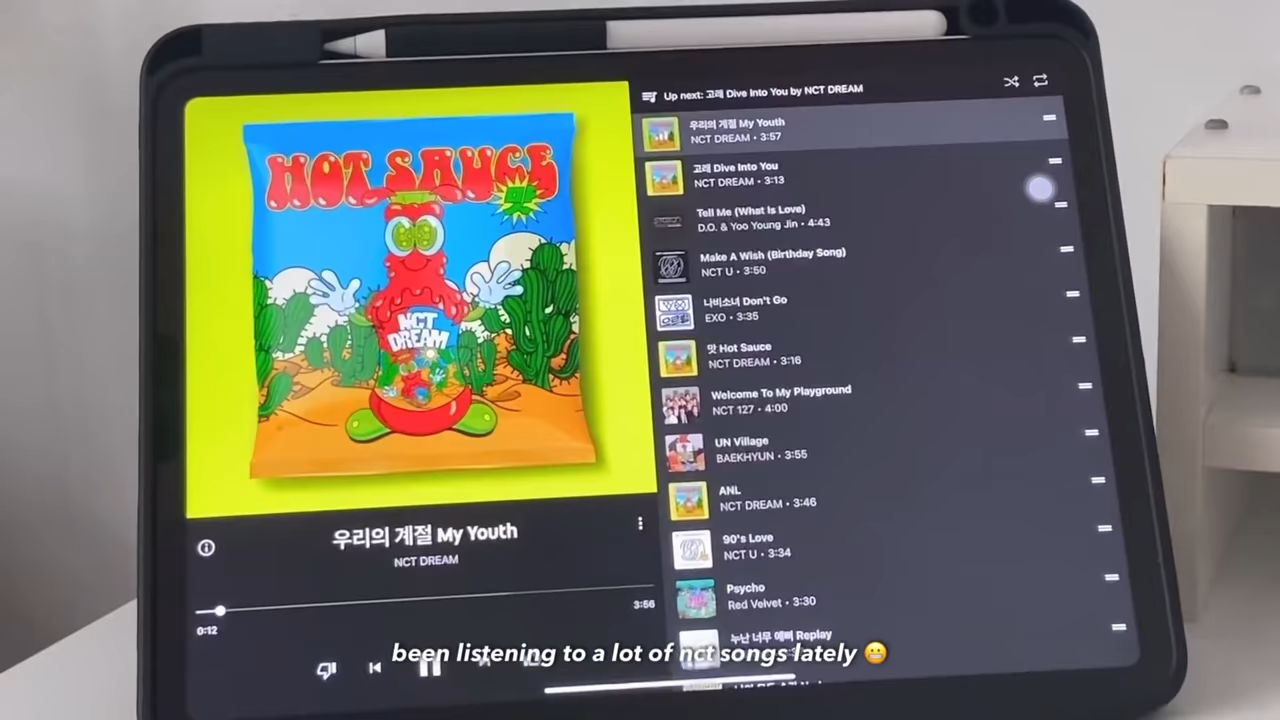 HOT SAUCE
NCT
DREAM
우리의 계절 My Youth
NCT DREAM
0:12
3:56
Up next: 고래 Dive Into You by NCT DREAM
우리의 계절 My Youth
NCT DREAM • 3:57
고래 Dive Into You
NCT DREAM • 3:13
Tell Me (What Is Love)
D.O. & Yoo Young Jin • 4:43
Make A Wish (Birthday Song)
NCT U • 3:50
나비소녀 Don't Go
EXO • 3:35
맛 Hot Sauce
NCT DREAM • 3:16
Welcome To My Playground
NCT 127 • 4:00
UN Village
BAEKHYUN • 3:55
ANL
NCT DREAM • 3:46
90's Love
NCT U • 3:34
Psycho
Red Velvet • 3:30
누난 너무 예뻐 Replay
been listening to a lot of nct songs lately 😬